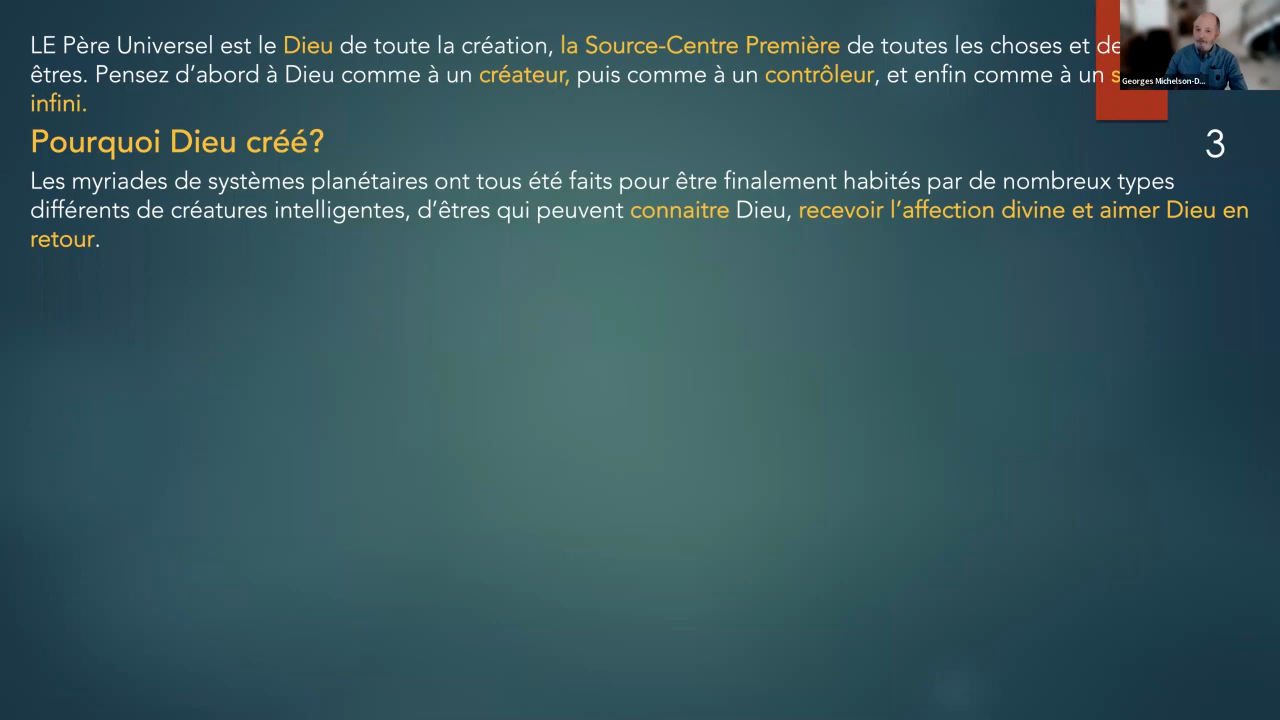 LE Père Universel est le Dieu de toute la création, la Source-Centre Première de toutes les choses et de
êtres. Pensez d’abord à Dieu comme à un créateur, puis comme à un contrôleur, et enfin comme à un
infini.
Georges Michelson-D...
Pourquoi Dieu créé?
3
Les myriades de systèmes planétaires ont tous été faits pour être finalement habités par de nombreux types
différents de créatures intelligentes, d’êtres qui peuvent connaitre Dieu, recevoir l’affection divine et aimer Dieu en
retour.